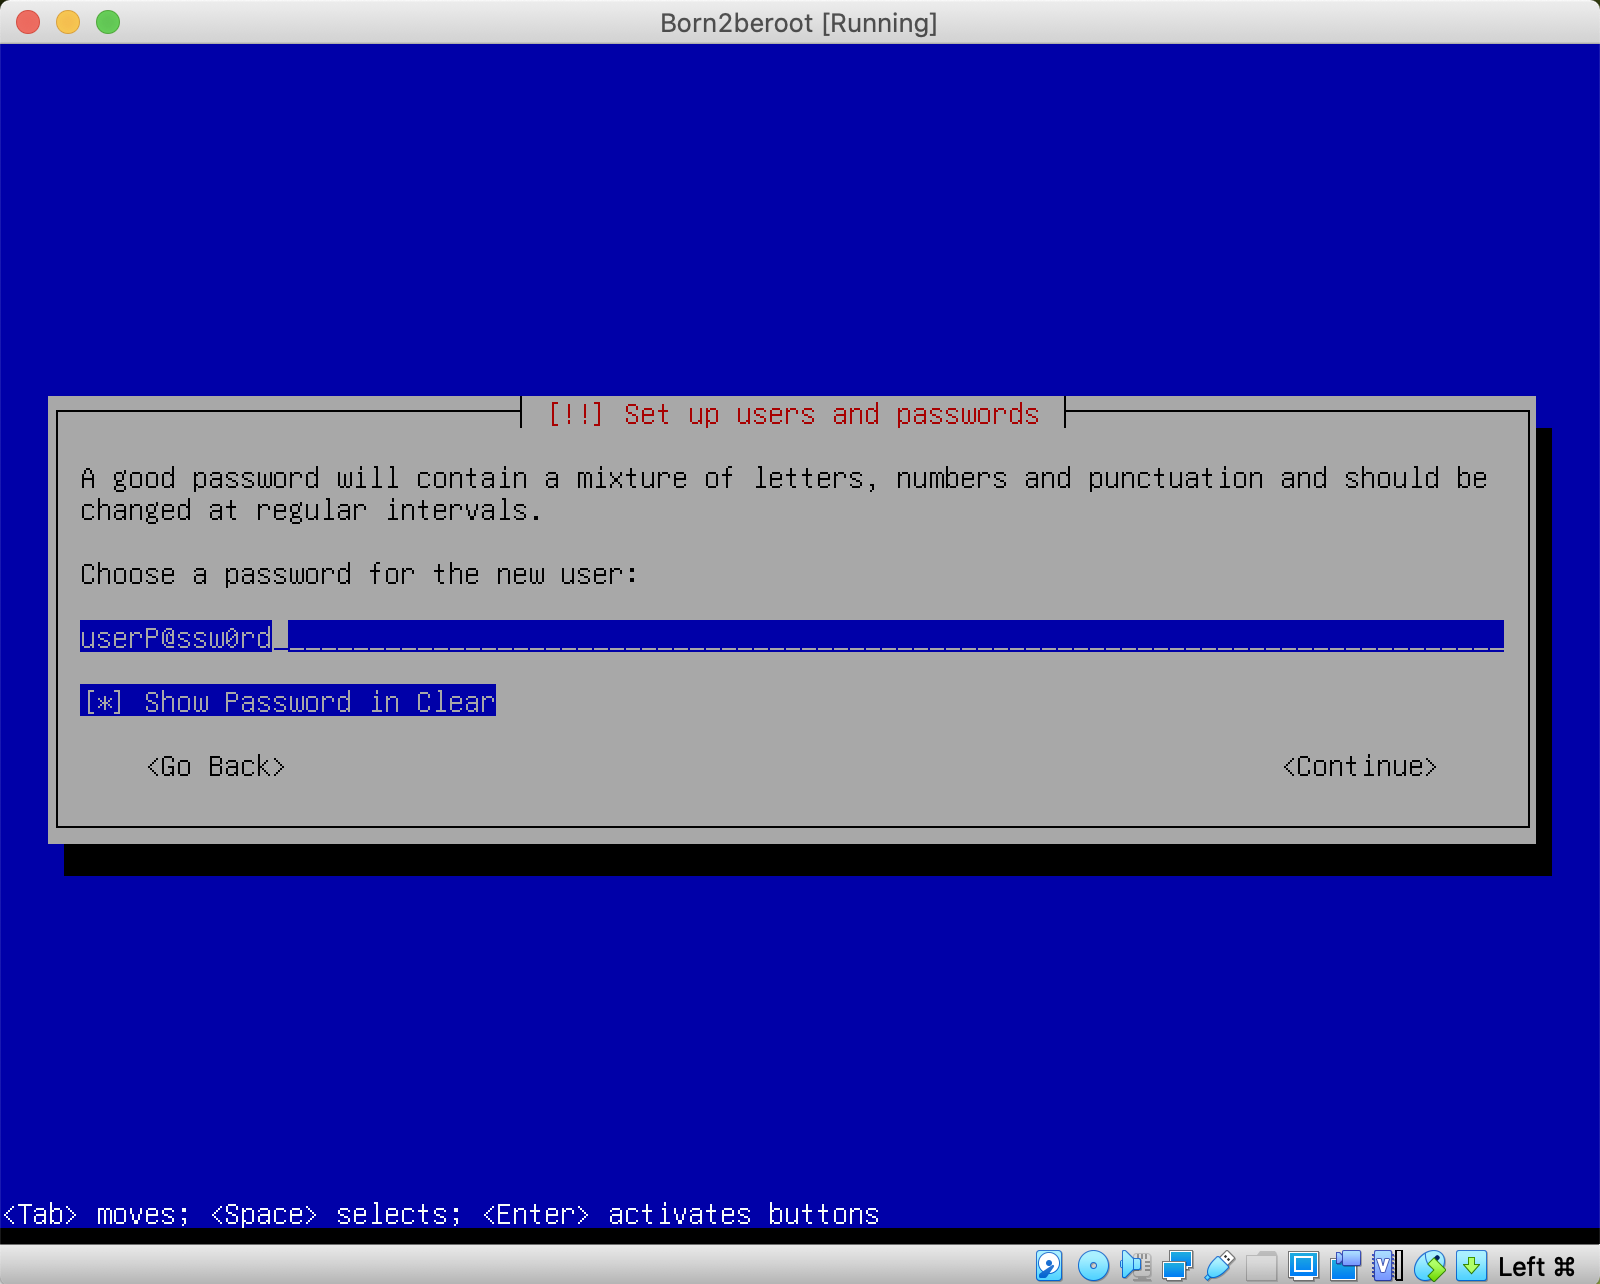 Born2beroot [Running]
[!!] Set up users and passwords
A good password will contain a mixture of letters, numbers and punctuation and should be
changed at regular intervals.
Choose a password for the new user:
userP@ssw0rd
[*] Show Password in Clear
<Go Back>
<Continue>
<Tab> moves; <Space> selects; <Enter> activates buttons
Left ⌘